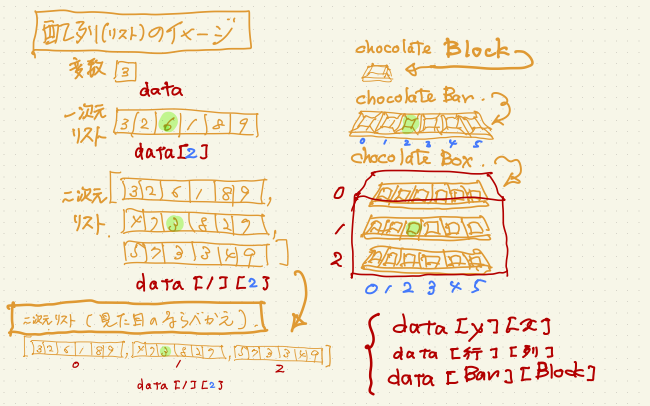 配列(リスト)のイメージ
変数 3
data
一次元リスト 3 2 6 1 8 9
data[2]
二次元リスト [ 3 2 6 1 8 9 ,
7 3 8 2 7 ,
5 7 3 3 4 9 ]
data[1][2]
二次元リスト (見た目のならべかえ).
[ 3 2 6 1 8 9 , 7 3 8 2 7 , 5 7 3 3 4 9 ]
0 1 2
data[1][2]
chocolate Block
chocolate Bar.
0 1 2 3 4 5
chocolate Box.
0
1
2
0 1 2 3 4 5
data[y][x]
data[行][列]
data[Bar][Block]